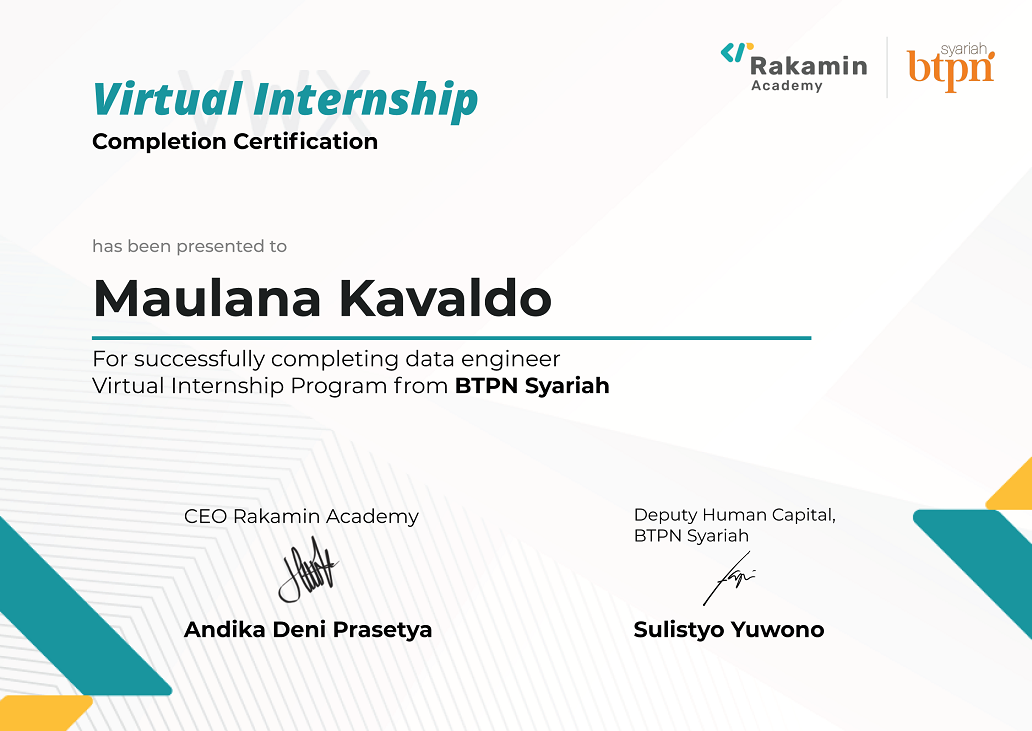 Rakamin
Academy
syariah
btpn
VWX
Virtual Internship
Completion Certification
has been presented to
Maulana Kavaldo
For successfully completing data engineer
Virtual Internship Program from BTPN Syariah
CEO Rakamin Academy
Andika Deni Prasetya
Deputy Human Capital,
BTPN Syariah
Sulistyo Yuwono